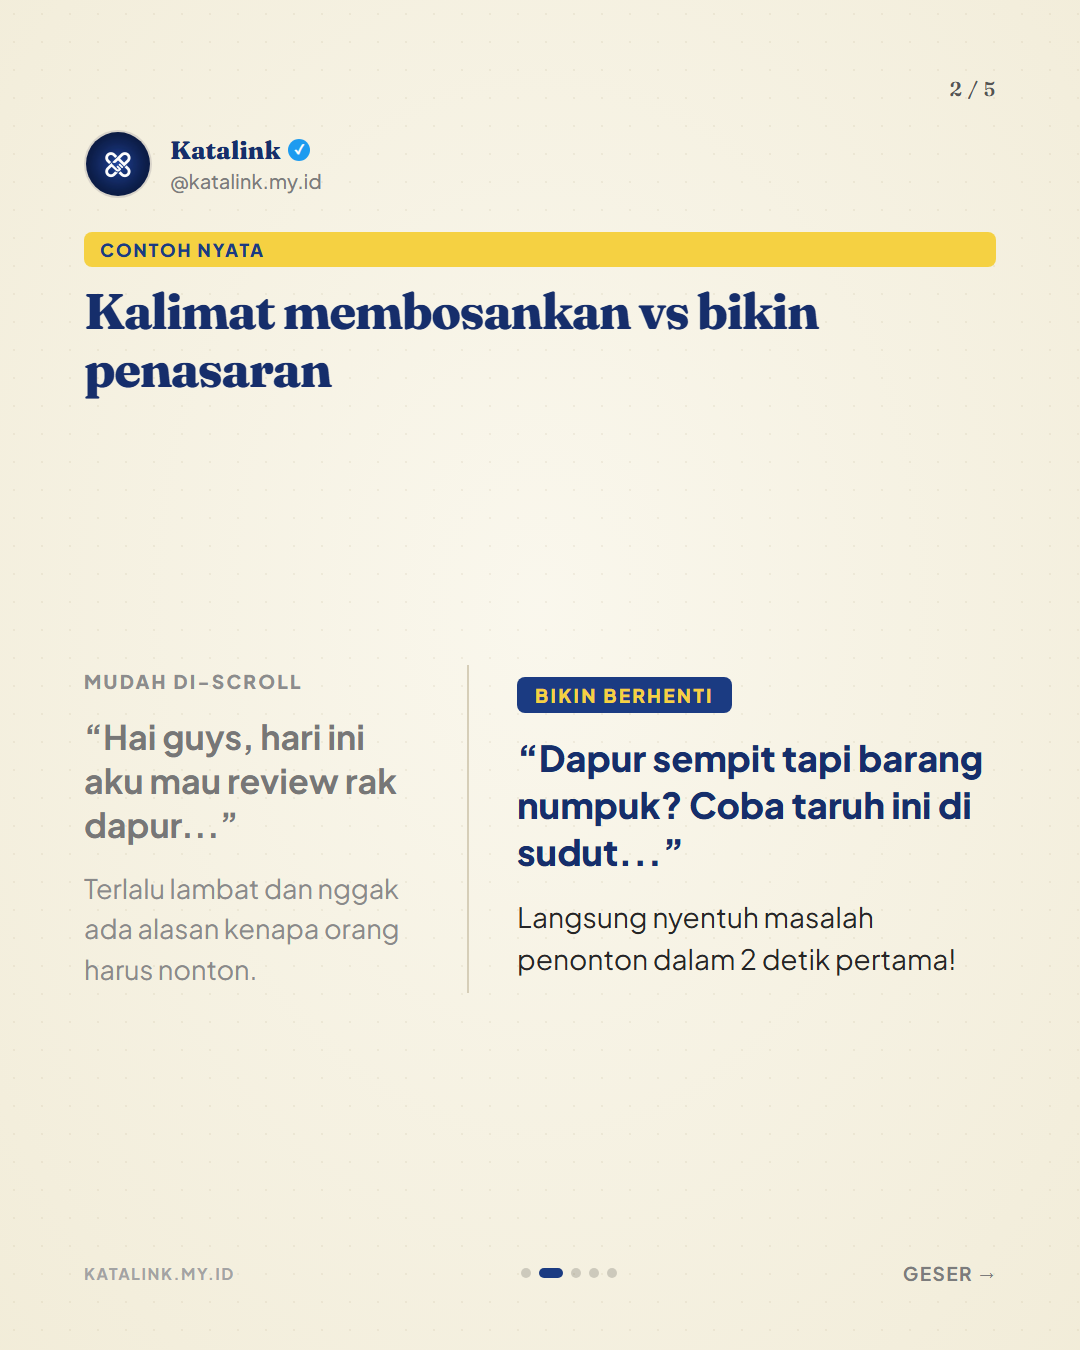 2 / 5
Katalink
@katalink.my.id
CONTOH NYATA
Kalimat membosankan vs bikin
penasaran
MUDAH DI-SCROLL
“Hai guys, hari ini
aku mau review rak
dapur...”
Terlalu lambat dan nggak
ada alasan kenapa orang
harus nonton.
BIKIN BERHENTI
“Dapur sempit tapi barang
numpuk? Coba taruh ini di
sudut...”
Langsung nyentuh masalah
penonton dalam 2 detik pertama!
KATALINK.MY.ID
GESER →